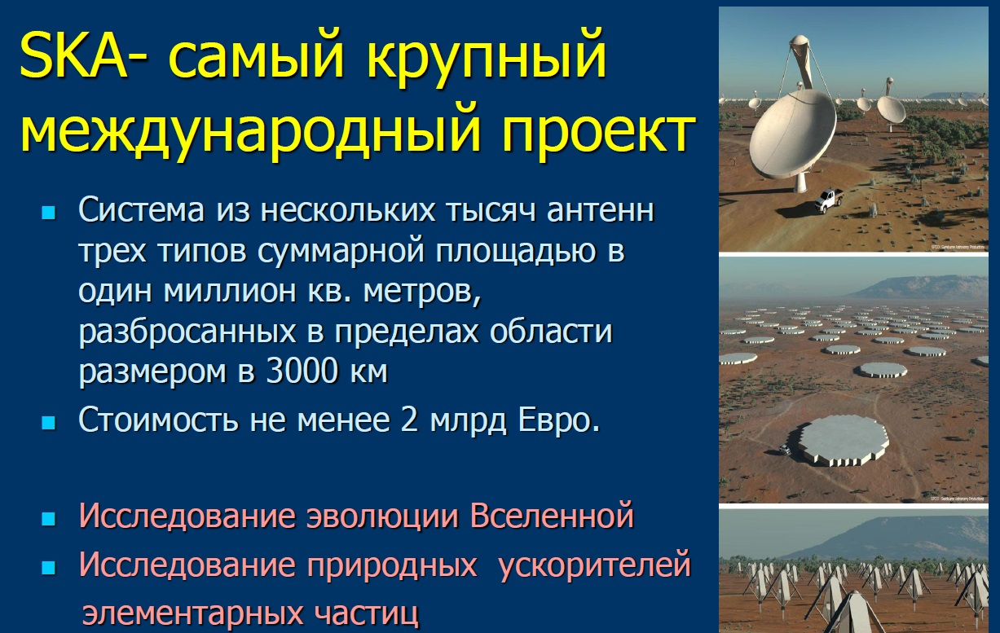 SKA- самый крупный
международный проект
Система из нескольких тысяч антенн
трех типов суммарной площадью в
один миллион кв. метров,
разбросанных в пределах области
размером в 3000 км
Стоимость не менее 2 млрд Евро.
Исследование эволюции Вселенной
Исследование природных ускорителей
элементарных частиц